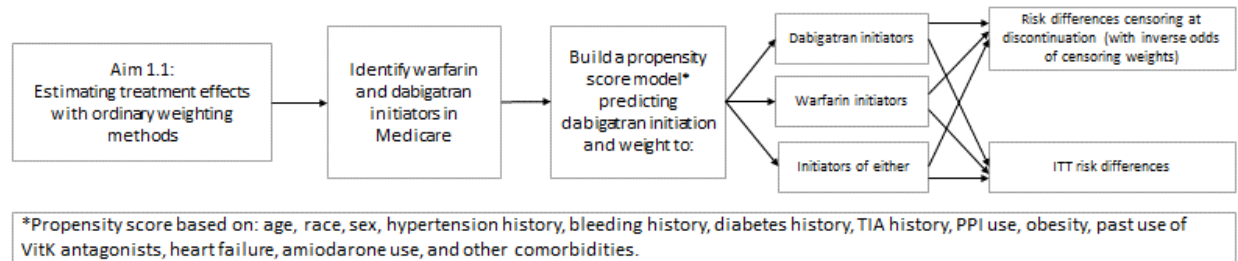 Aim 1.1:
Estimating treatment effects
with ordinary weighting
methods
Identify warfarin
and dabigatran
initiators in
Medicare
Build a propensity
score model*
predicting
dabigatran initiation
and weight to:
Dabigatran initiators
Warfarin initiators
Initiators of either
Risk differences censoring at
discontinuation (with inverse odds
of censoring weights)
ITT risk differences
*Propensity score based on: age, race, sex, hypertension history, bleeding history, diabetes history, TIA history, PPI use, obesity, past use of
VitK antagonists, heart failure, amiodarone use, and other comorbidities.